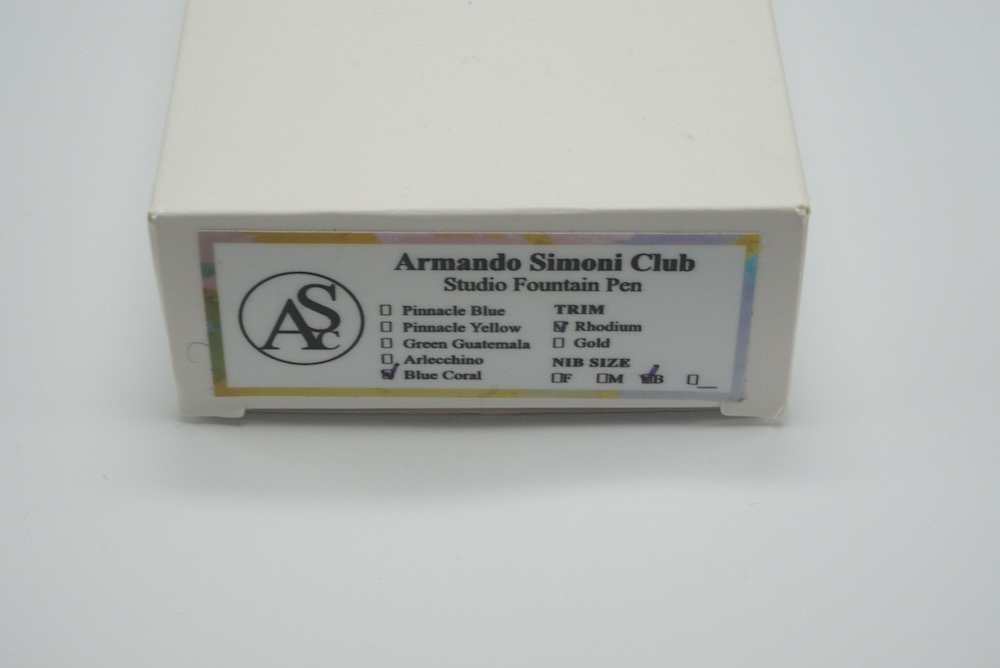 Armando Simoni Club
Studio Fountain Pen
ASC
☐ Pinnacle Blue
☐ Pinnacle Yellow
☐ Green Guatemala
☐ Arlecchino
☑ Blue Coral
TRIM
☑ Rhodium
☐ Gold
NIB SIZE
☐F ☐M ☑B ☐__